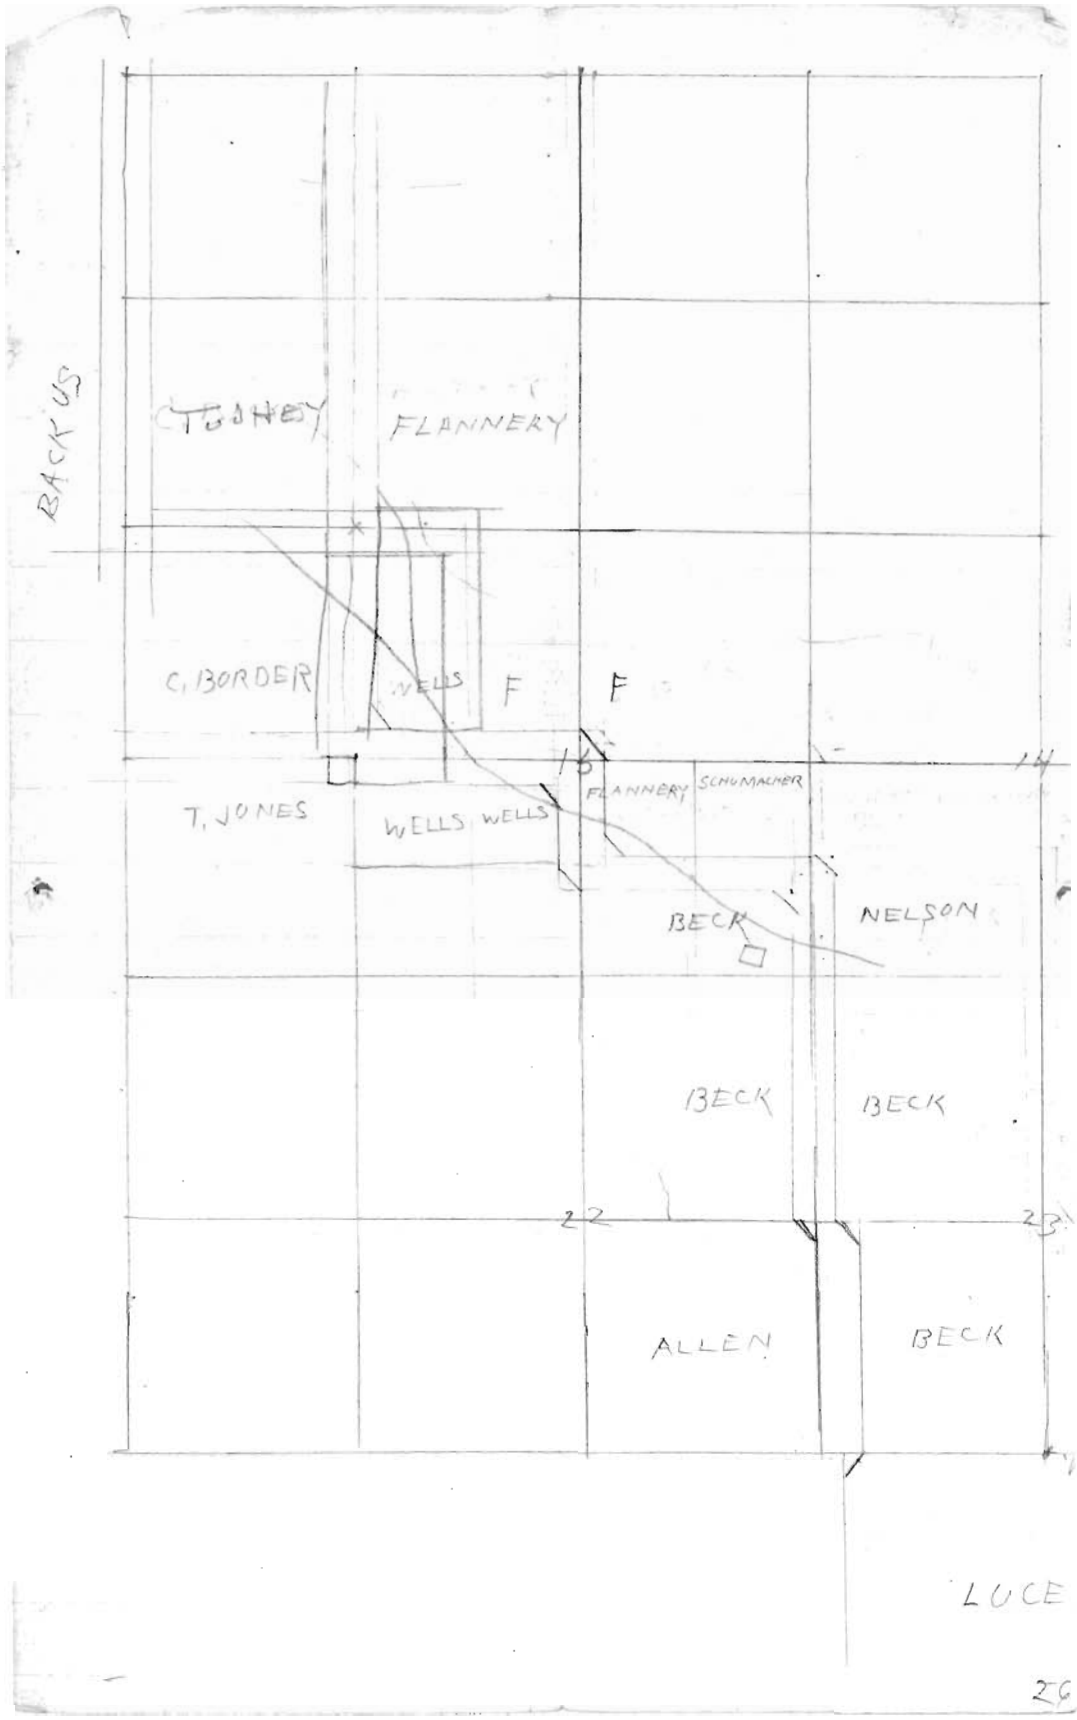 BACKUS
FLANNERY
C. BORDER
WELLS
F
F
15
14
FLANNERY
SCHUMACHER
T. JONES
WELLS
WELLS
BECK
NELSON
BECK
BECK
22
23
ALLEN
BECK
LUCE
26